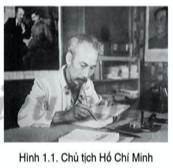 Hình 1.1. Chủ tịch Hồ Chí Minh